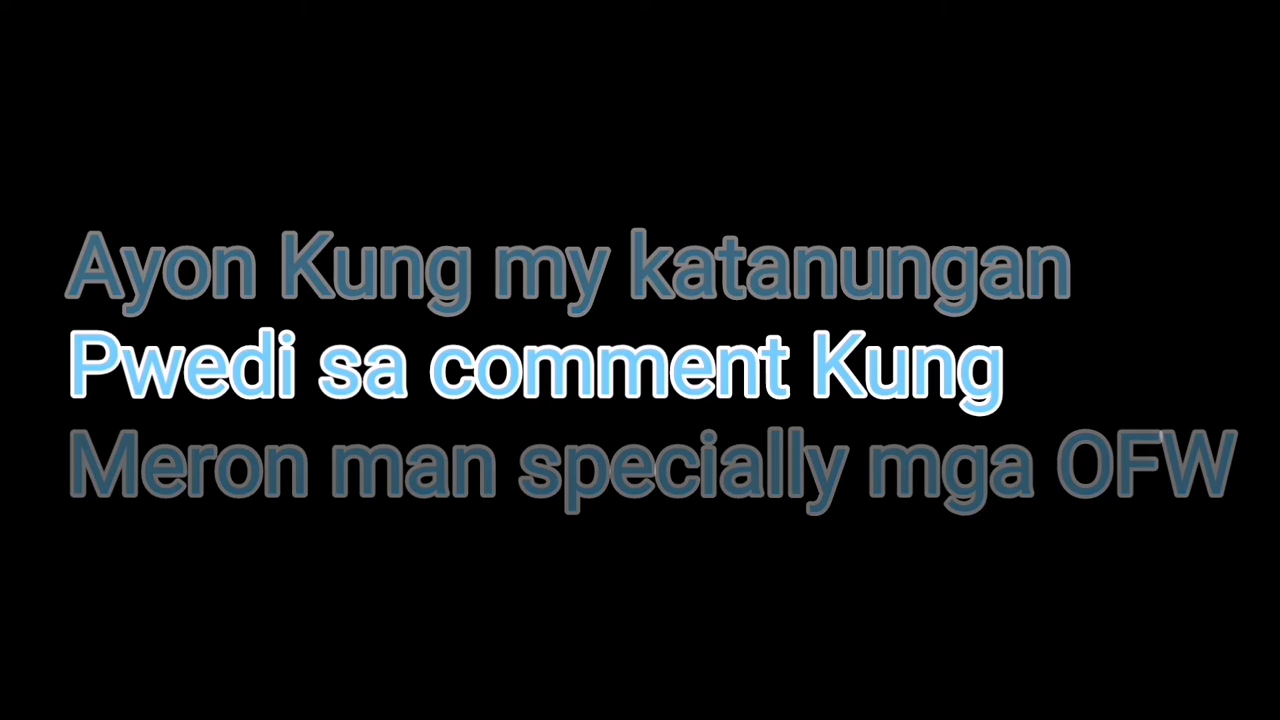 Ayon Kung my katanungan
Pwedi sa comment Kung
Meron man specially mga OFW